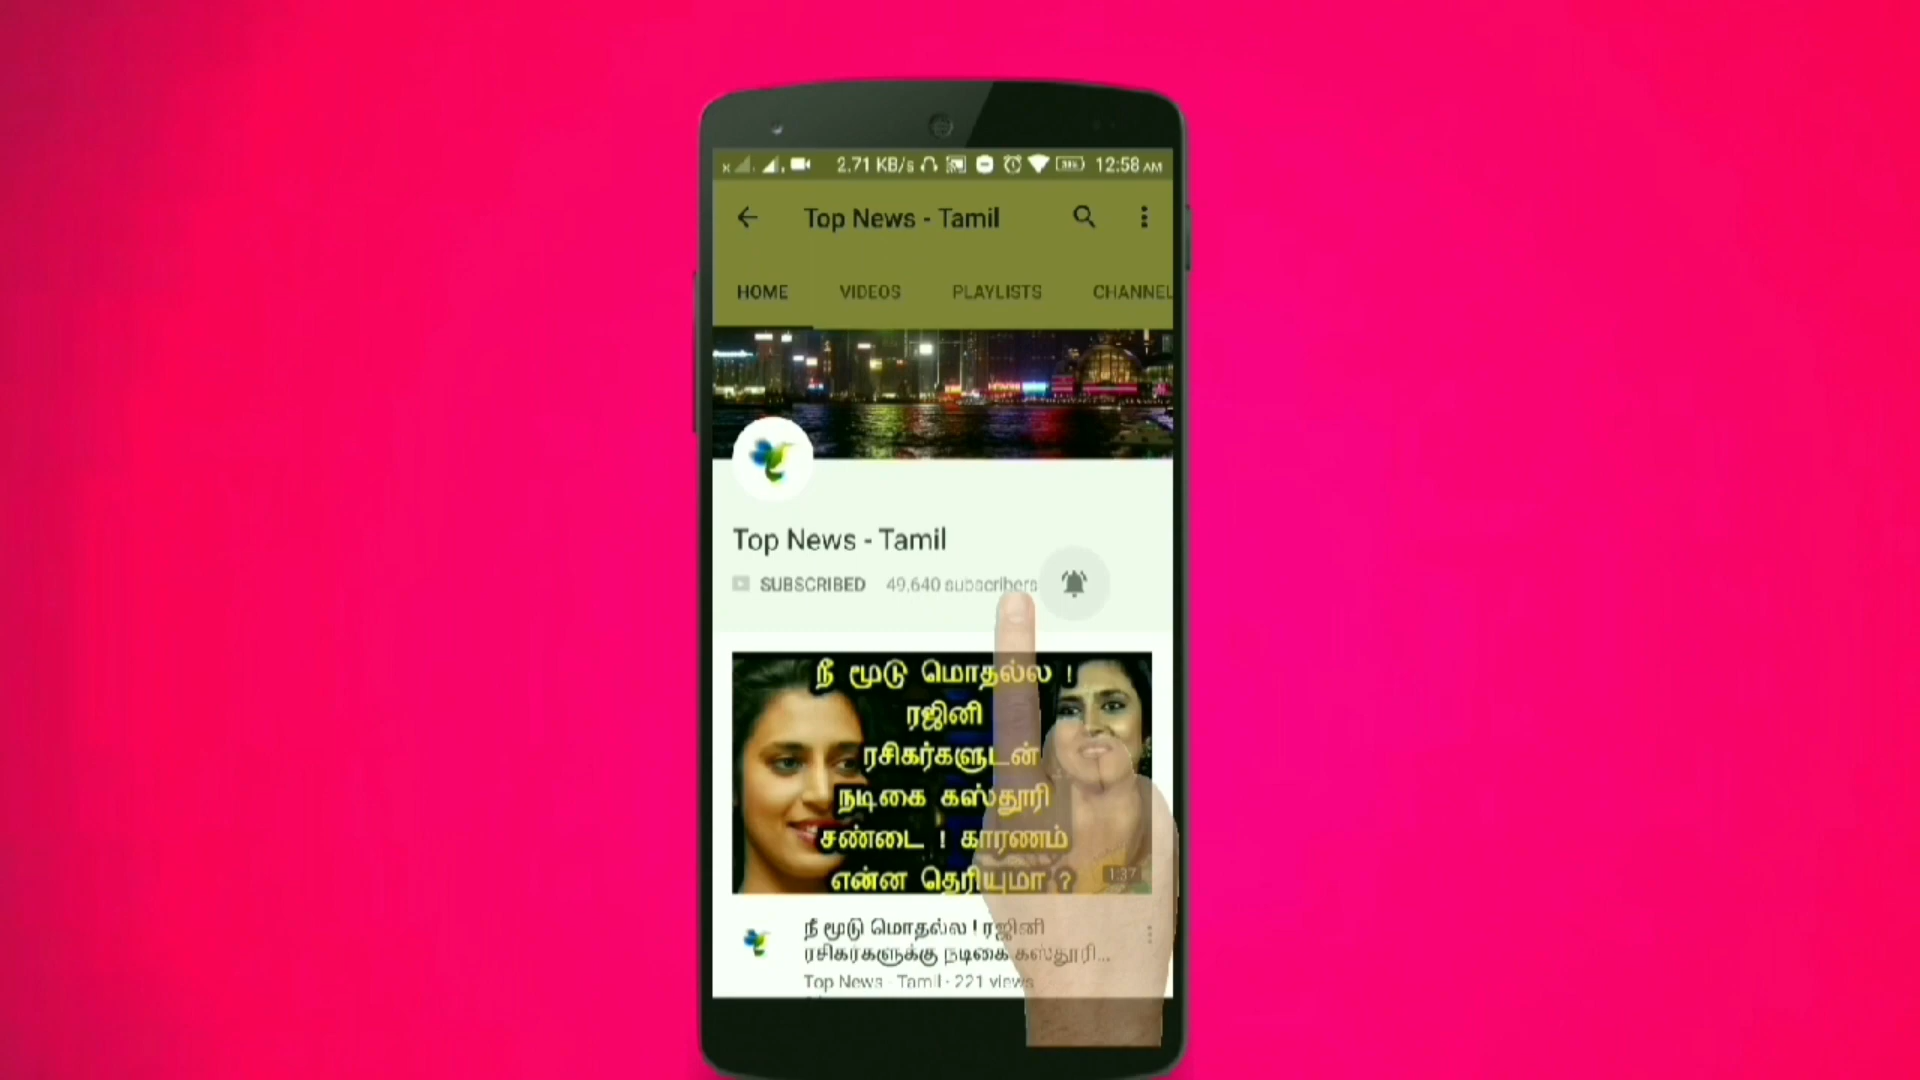 2.71 KB/s 12:58 AM
Top News - Tamil
HOME VIDEOS PLAYLISTS CHANNEL
Top News - Tamil
SUBSCRIBED 49,640 subscribers
நீ மூடு மொதல்ல !
ரஜினி
ரசிகர்களுடன்
நடிகை கஸ்தூரி
சண்டை ! காரணம்
என்ன தெரியுமா ?
1:37
நீ மூடு மொதல்ல ! ரஜினி
ரசிகர்களுக்கு நடிகை கஸ்தூரி...
Top News - Tamil · 221 views